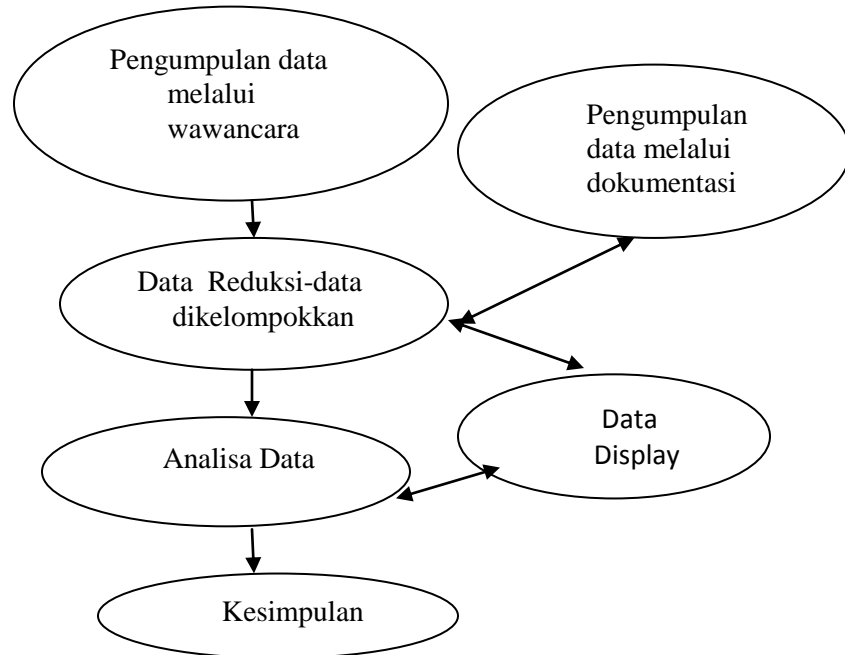 Pengumpulan data
melalui
wawancara
Pengumpulan
data melalui
dokumentasi
Data Reduksi-data
dikelompokkan
Data
Display
Analisa Data
Kesimpulan